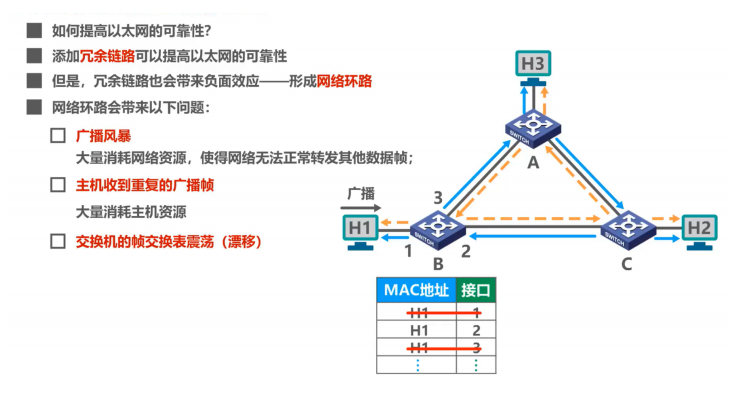 如何提高以太网的可靠性?
添加冗余链路可以提高以太网的可靠性
但是，冗余链路也会带来负面效应——形成网络环路
网络环路会带来以下问题：
广播风暴
大量消耗网络资源，使得网络无法正常转发其他数据帧；
主机收到重复的广播帧
大量消耗主机资源
交换机的帧交换表震荡（漂移）
H3
SWITCH
A
广播
3
H1
SWITCH
SWITCH
H2
1
B
2
C
MAC地址 接口
H1 1
H1 2
H1 3
⋮ ⋮